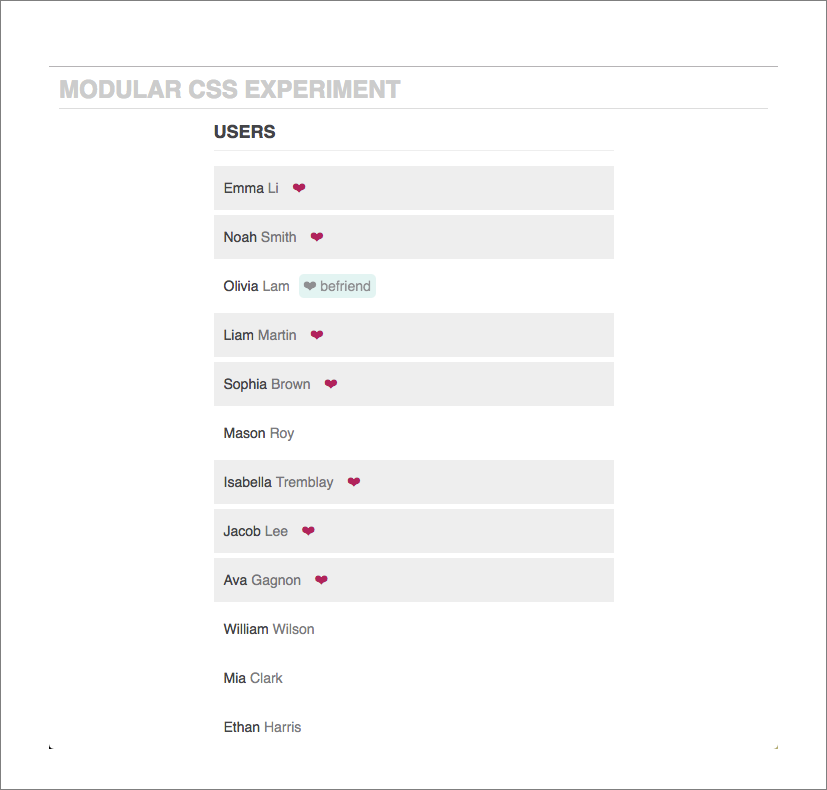 MODULAR CSS EXPERIMENT
USERS
Emma Li ❤
Noah Smith ❤
Olivia Lam ❤ befriend
Liam Martin ❤
Sophia Brown ❤
Mason Roy
Isabella Tremblay ❤
Jacob Lee ❤
Ava Gagnon ❤
William Wilson
Mia Clark
Ethan Harris